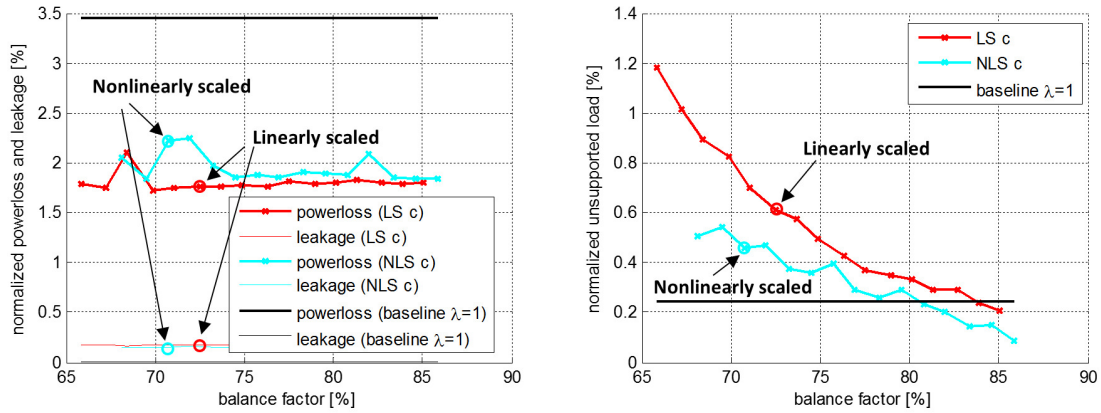 3.5
3
2.5
2
1.5
1
0.5
0
65
70
75
80
85
90
normalized powerloss and leakage [%]
balance factor [%]
Nonlinearly scaled
Linearly scaled
powerloss (LS c)
leakage (LS c)
powerloss (NLS c)
leakage (NLS c)
powerloss (baseline λ=1)
leakage (baseline λ=1)
1.4
1.2
1
0.8
0.6
0.4
0.2
0
65
70
75
80
85
90
normalized unsupported load [%]
balance factor [%]
LS c
NLS c
baseline λ=1
Linearly scaled
Nonlinearly scaled